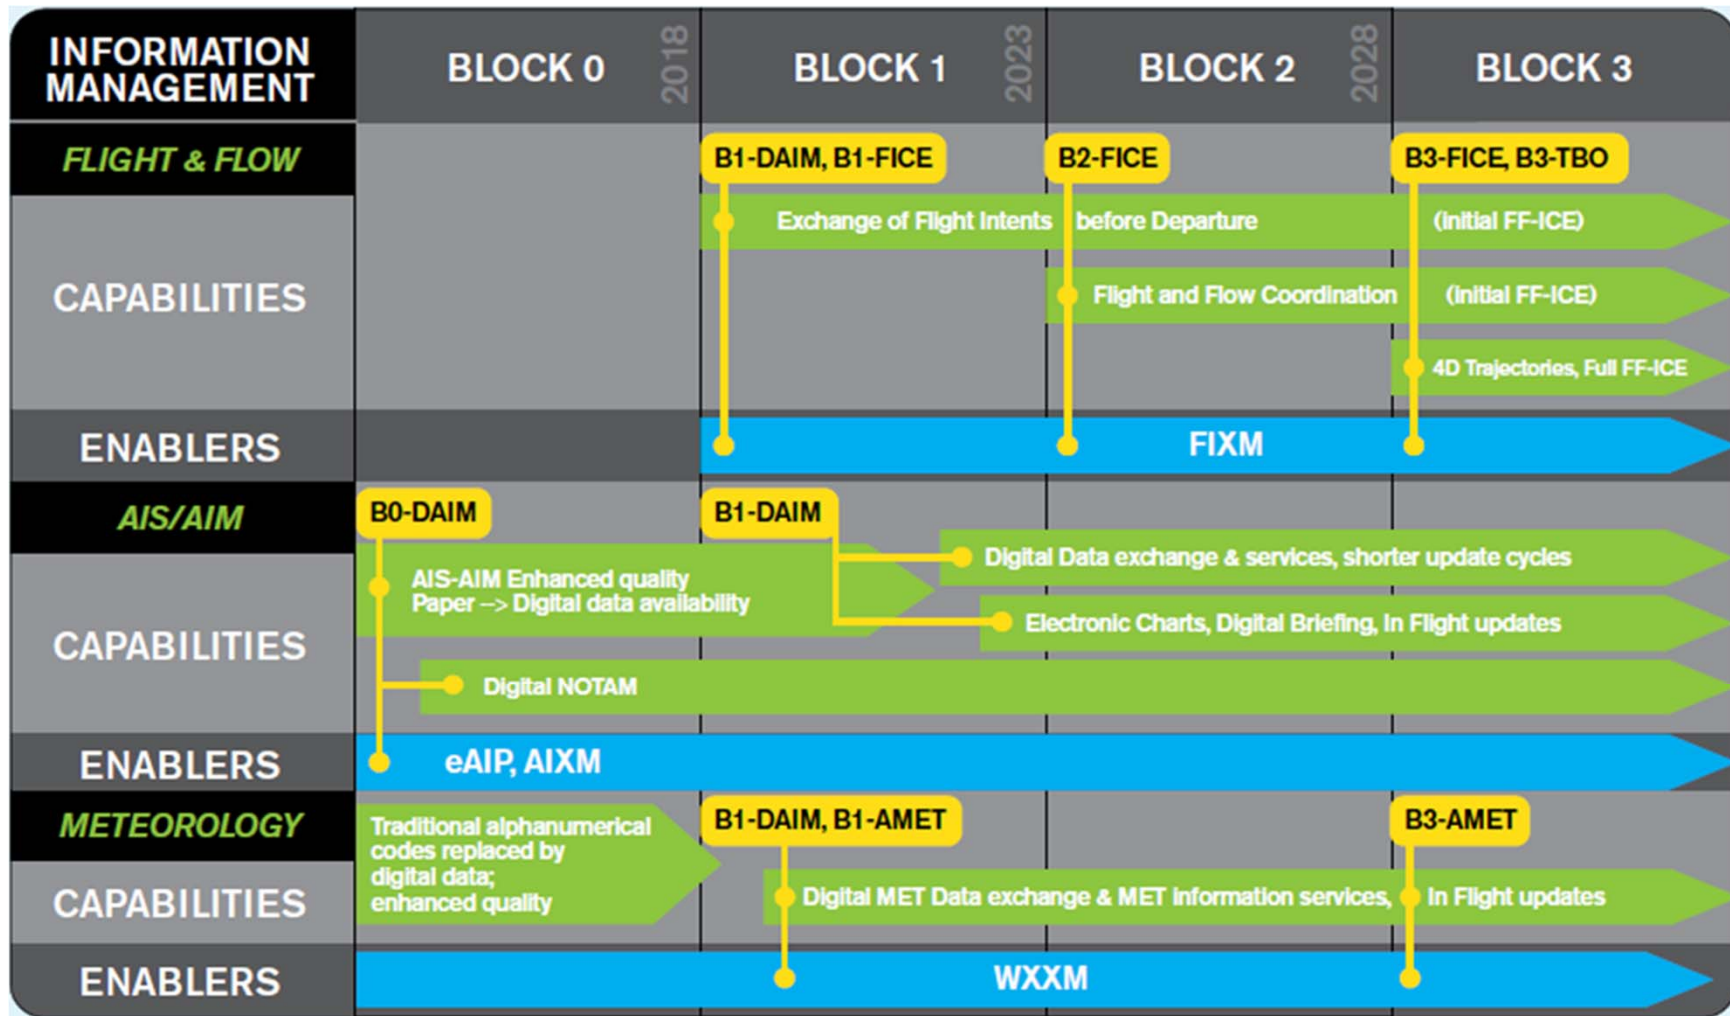 INFORMATION
MANAGEMENT
BLOCK 0
2018
BLOCK 1
2023
BLOCK 2
2028
BLOCK 3
FLIGHT & FLOW
B1-DAIM, B1-FICE
B2-FICE
B3-FICE, B3-TBO
CAPABILITIES
Exchange of Flight Intents before Departure (initial FF-ICE)
Flight and Flow Coordination (initial FF-ICE)
4D Trajectories, Full FF-ICE
ENABLERS
FIXM
AIS/AIM
B0-DAIM
B1-DAIM
CAPABILITIES
AIS-AIM Enhanced quality
Paper --> Digital data availability
Digital Data exchange & services, shorter update cycles
Electronic Charts, Digital Briefing, In Flight updates
Digital NOTAM
ENABLERS
eAIP, AIXM
METEOROLOGY
B1-DAIM, B1-AMET
B3-AMET
CAPABILITIES
Traditional alphanumerical
codes replaced by
digital data;
enhanced quality
Digital MET Data exchange & MET information services, In Flight updates
ENABLERS
WXXM